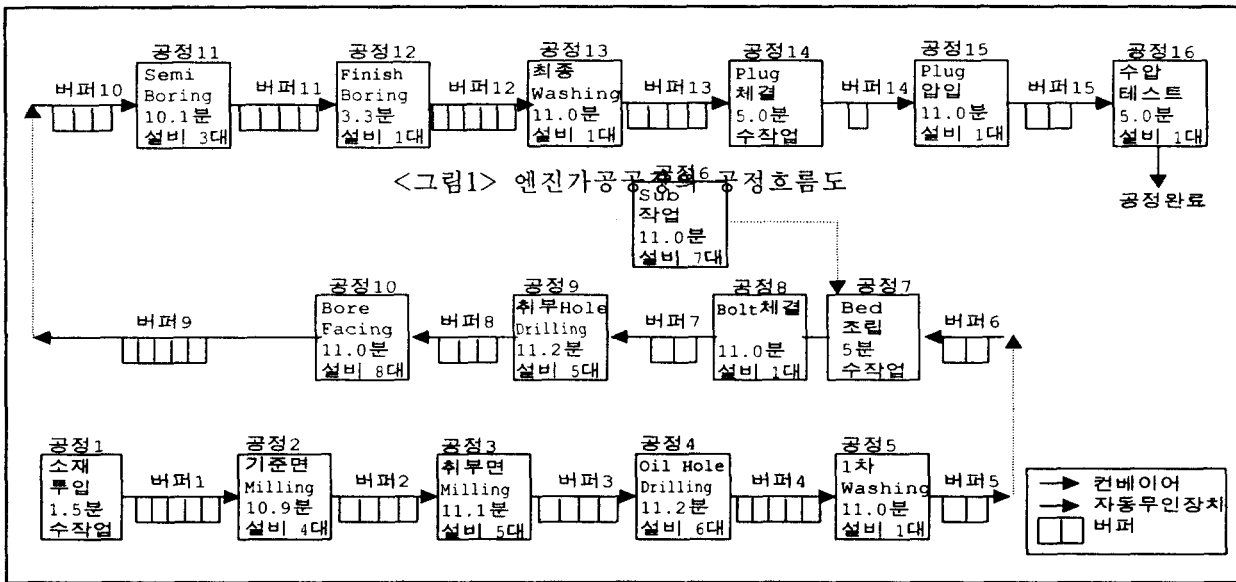 공정11
Semi
Boring
10.1분
설비 3대
공정12
Finish
Boring
3.3분
설비 1대
공정13
최종
Washing
11.0분
설비 1대
공정14
Plug
체결
5.0분
수작업
공정15
Plug
압입
11.0분
설비 1대
공정16
수압
테스트
5.0분
설비 1대
버퍼10
버퍼11
버퍼12
버퍼13
버퍼14
버퍼15
공정완료
<그림1> 엔진가공공 공정흐름도
공정6
Sub
작업
11.0분
설비 7대
공정10
Bore
Facing
11.0분
설비 8대
공정9
취부Hole
Drilling
11.2분
설비 5대
공정8
Bolt체결
11.0분
설비 1대
공정7
Bed
조립
5분
수작업
버퍼9
버퍼8
버퍼7
버퍼6
공정1
소재
투입
1.5분
수작업
공정2
기준면
Milling
10.9분
설비 4대
공정3
취부면
Milling
11.1분
설비 5대
공정4
Oil Hole
Drilling
11.2분
설비 6대
공정5
1차
Washing
11.0분
설비 1대
버퍼1
버퍼2
버퍼3
버퍼4
버퍼5
컨베이어
자동무인장치
버퍼